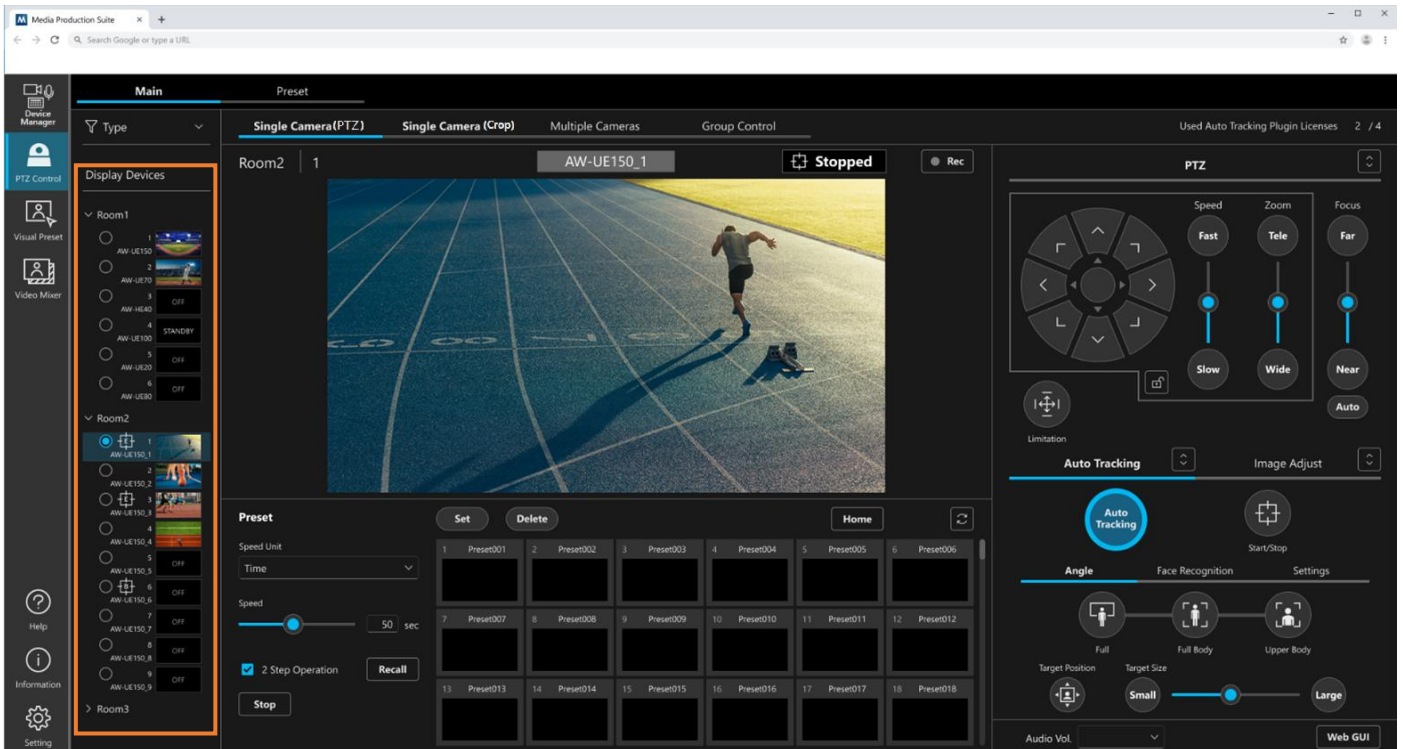 Media Production Suite
Search Google or type a URL
Device Manager
PTZ Control
Visual Preset
Video Mixer
Help
Information
Setting
Main
Preset
Type
Display Devices
Room1
1
AW-UE150
2
AW-UE70
3
AW-HE40
OFF
4
AW-UE100
STANDBY
5
AW-UE20
OFF
6
AW-UE80
OFF
Room2
E
1
AW-UE150_1
2
AW-UE150_2
E
3
AW-UE150_3
4
AW-UE150_4
5
AW-UE150_5
OFF
B
6
AW-UE150_6
OFF
7
AW-UE150_7
OFF
8
AW-UE150_8
OFF
9
AW-UE150_9
OFF
Room3
Single Camera(PTZ)
Single Camera (Crop)
Multiple Cameras
Group Control
Used Auto Tracking Plugin Licenses 2 / 4
Room2 1
AW-UE150_1
Stopped
Rec
Preset
Set
Delete
Home
Speed Unit
Time
Speed
50 sec
2 Step Operation
Recall
Stop
1 Preset001
2 Preset002
3 Preset003
4 Preset004
5 Preset005
6 Preset006
7 Preset007
8 Preset008
9 Preset009
10 Preset010
11 Preset011
12 Preset012
13 Preset013
14 Preset014
15 Preset015
16 Preset016
17 Preset017
18 Preset018
PTZ
Speed
Zoom
Focus
Fast
Tele
Far
Slow
Wide
Near
Auto
Limitation
Auto Tracking
Image Adjust
Auto Tracking
Start/Stop
Angle
Face Recognition
Settings
Full
Full Body
Upper Body
Target Position
Target Size
Small
Large
Audio Vol.
Web GUI